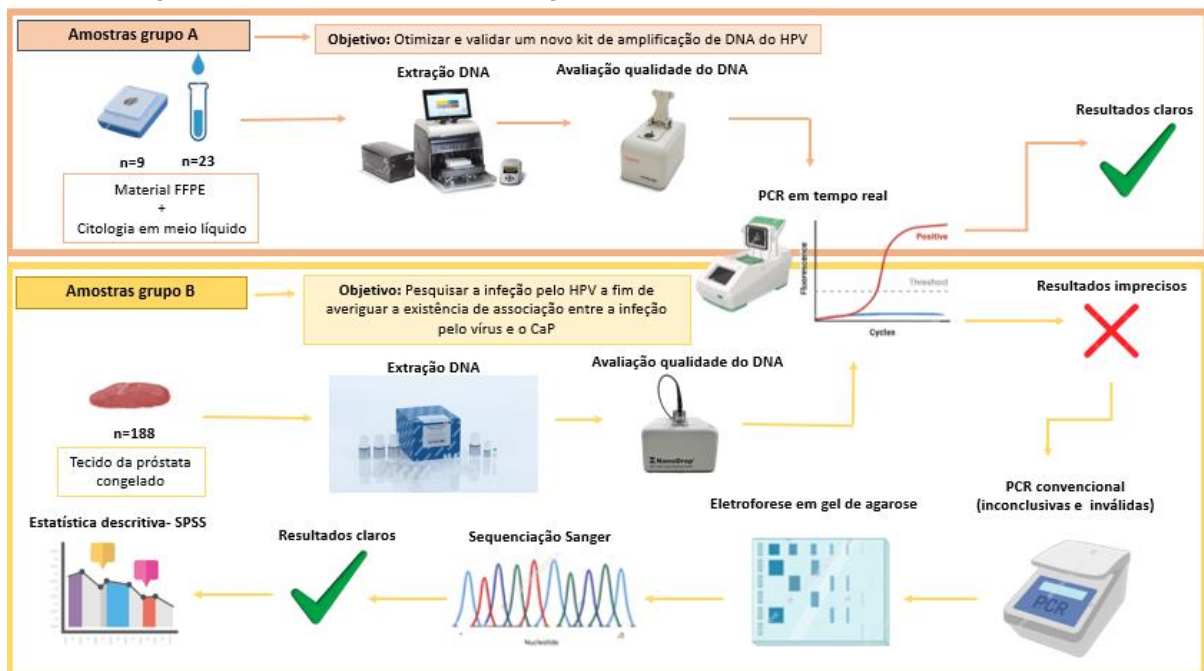 Amostras grupo A
Objetivo: Otimizar e validar um novo kit de amplificação de DNA do HPV
Extração DNA
Avaliação qualidade do DNA
n=9
n=23
Material FFPE
+
Citologia em meio líquido
Resultados claros
PCR em tempo real
Positive
Threshold
Fluorescence
Cycles
Amostras grupo B
Objetivo: Pesquisar a infeção pelo HPV a fim de
averiguar a existência de associação entre a infeção
pelo vírus e o CaP
Resultados imprecisos
Extração DNA
Avaliação qualidade do DNA
NanoDrop
n=188
Tecido da próstata
congelado
PCR convencional
(inconclusivas e inválidas)
PCR
Eletroforese em gel de agarose
Sequenciação Sanger
Nucleotide
Resultados claros
Estatística descritiva- SPSS